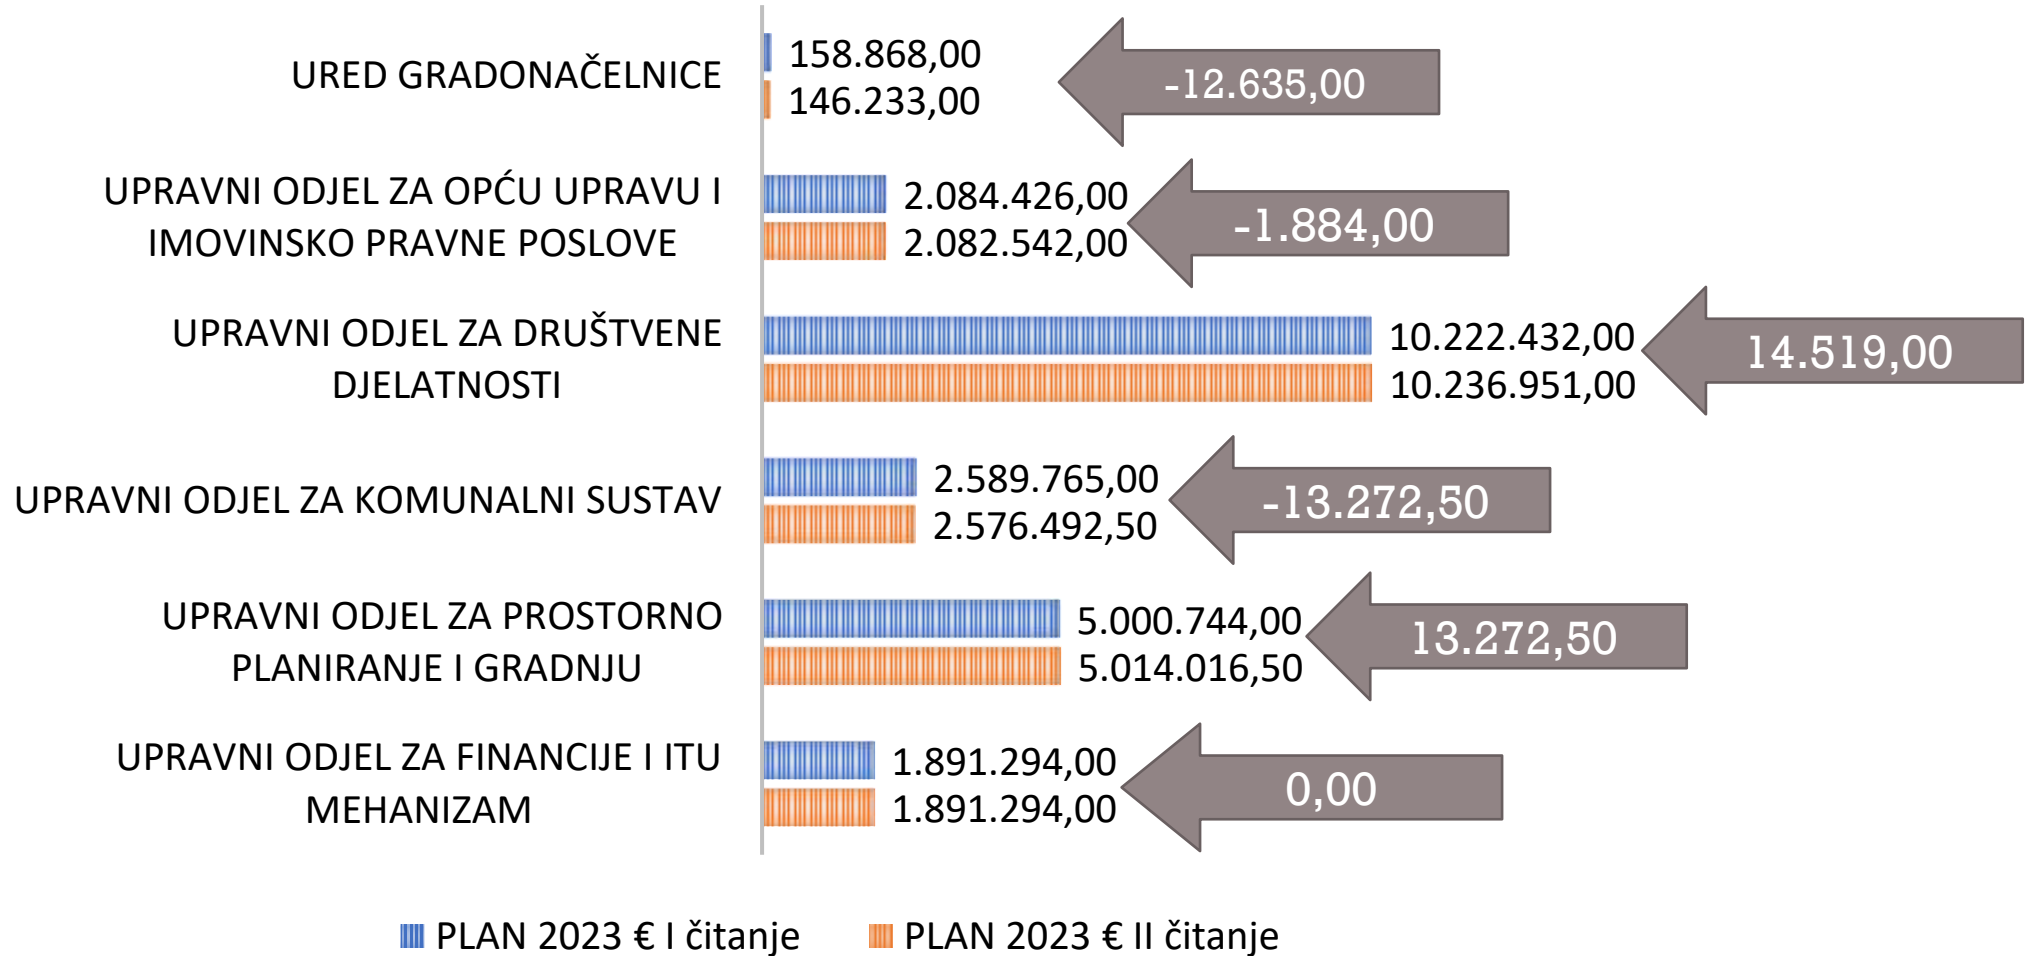 URED GRADONAČELNICE
158.868,00
146.233,00
-12.635,00
UPRAVNI ODJEL ZA OPĆU UPRAVU I
IMOVINSKO PRAVNE POSLOVE
2.084.426,00
2.082.542,00
-1.884,00
UPRAVNI ODJEL ZA DRUŠTVENE
DJELATNOSTI
10.222.432,00
10.236.951,00
14.519,00
UPRAVNI ODJEL ZA KOMUNALNI SUSTAV
2.589.765,00
2.576.492,50
-13.272,50
UPRAVNI ODJEL ZA PROSTORNO
PLANIRANJE I GRADNJU
5.000.744,00
5.014.016,50
13.272,50
UPRAVNI ODJEL ZA FINANCIJE I ITU
MEHANIZAM
1.891.294,00
1.891.294,00
0,00
PLAN 2023 € I čitanje
PLAN 2023 € II čitanje